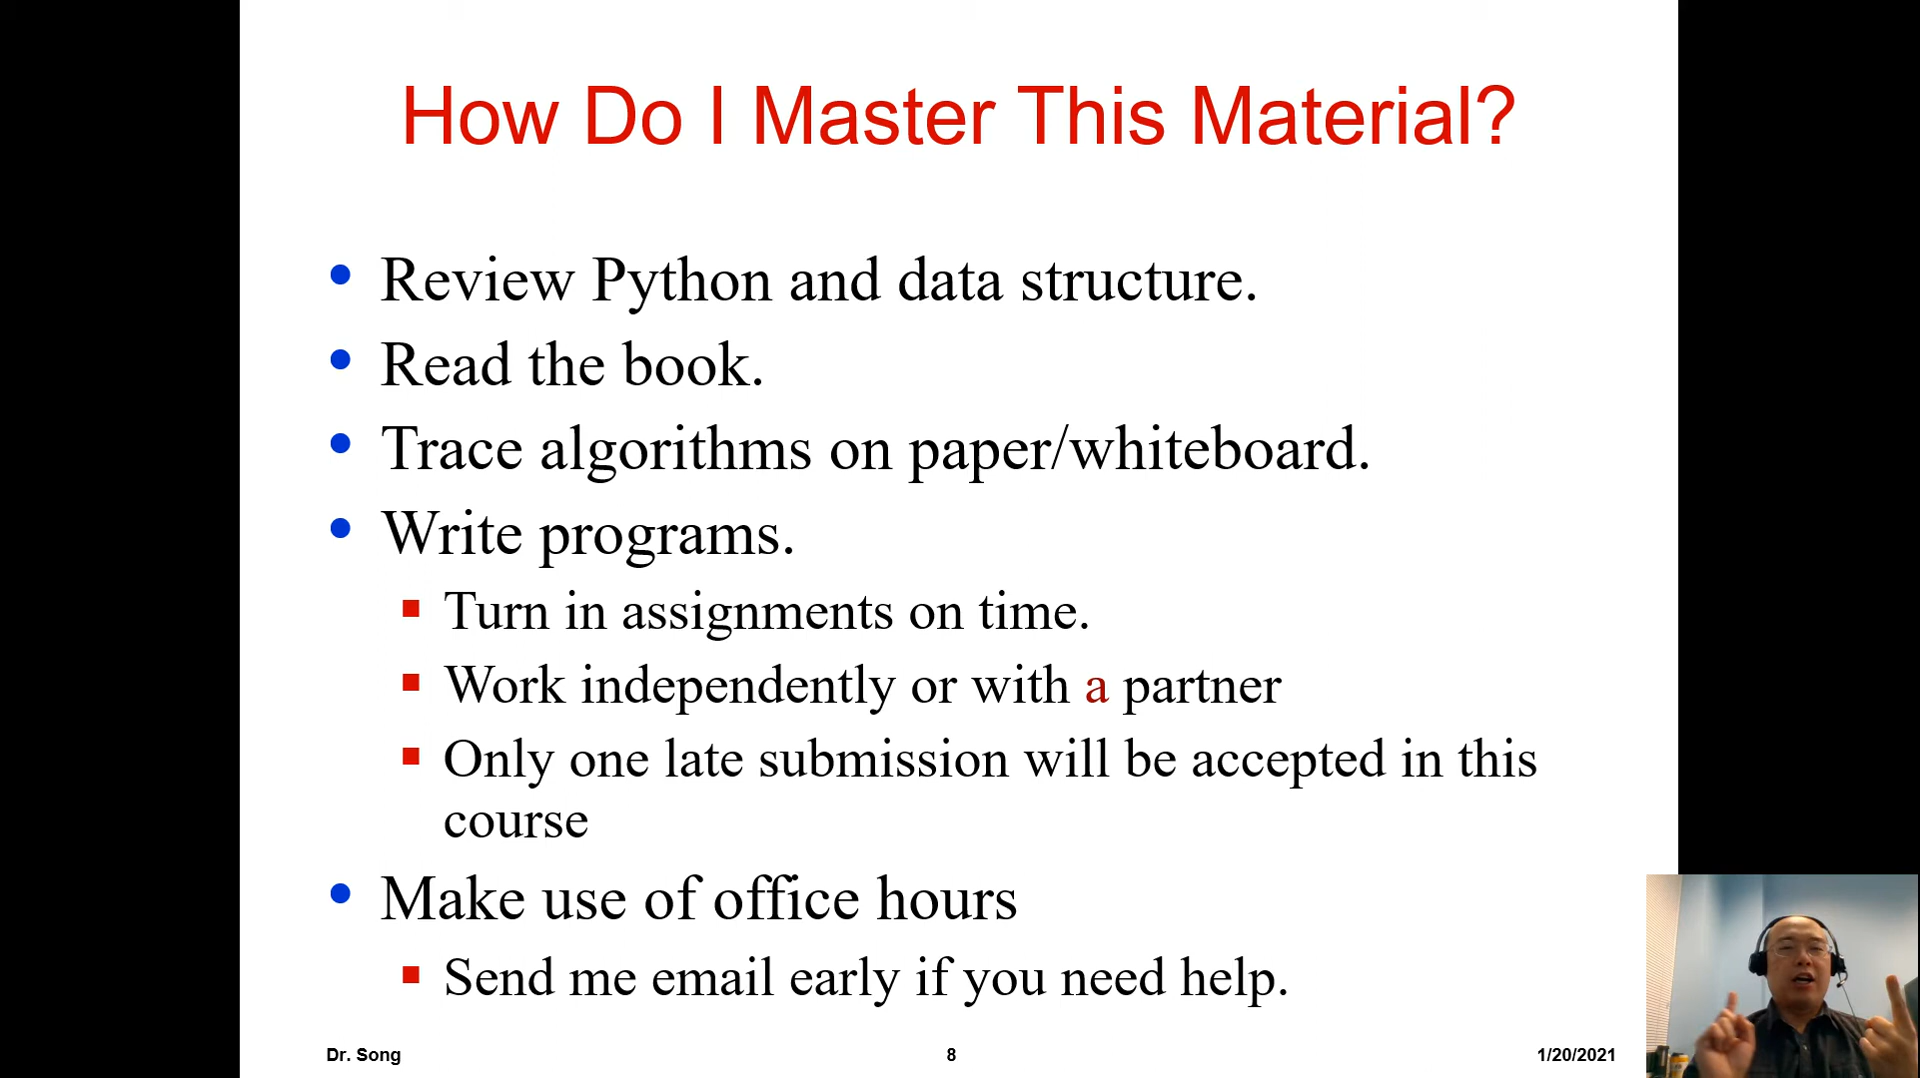 How Do I Master This Material?
• Review Python and data structure.
• Read the book.
• Trace algorithms on paper/whiteboard.
• Write programs.
▪ Turn in assignments on time.
▪ Work independently or with a partner
▪ Only one late submission will be accepted in this
course
• Make use of office hours
▪ Send me email early if you need help.
Dr. Song
8
1/20/2021